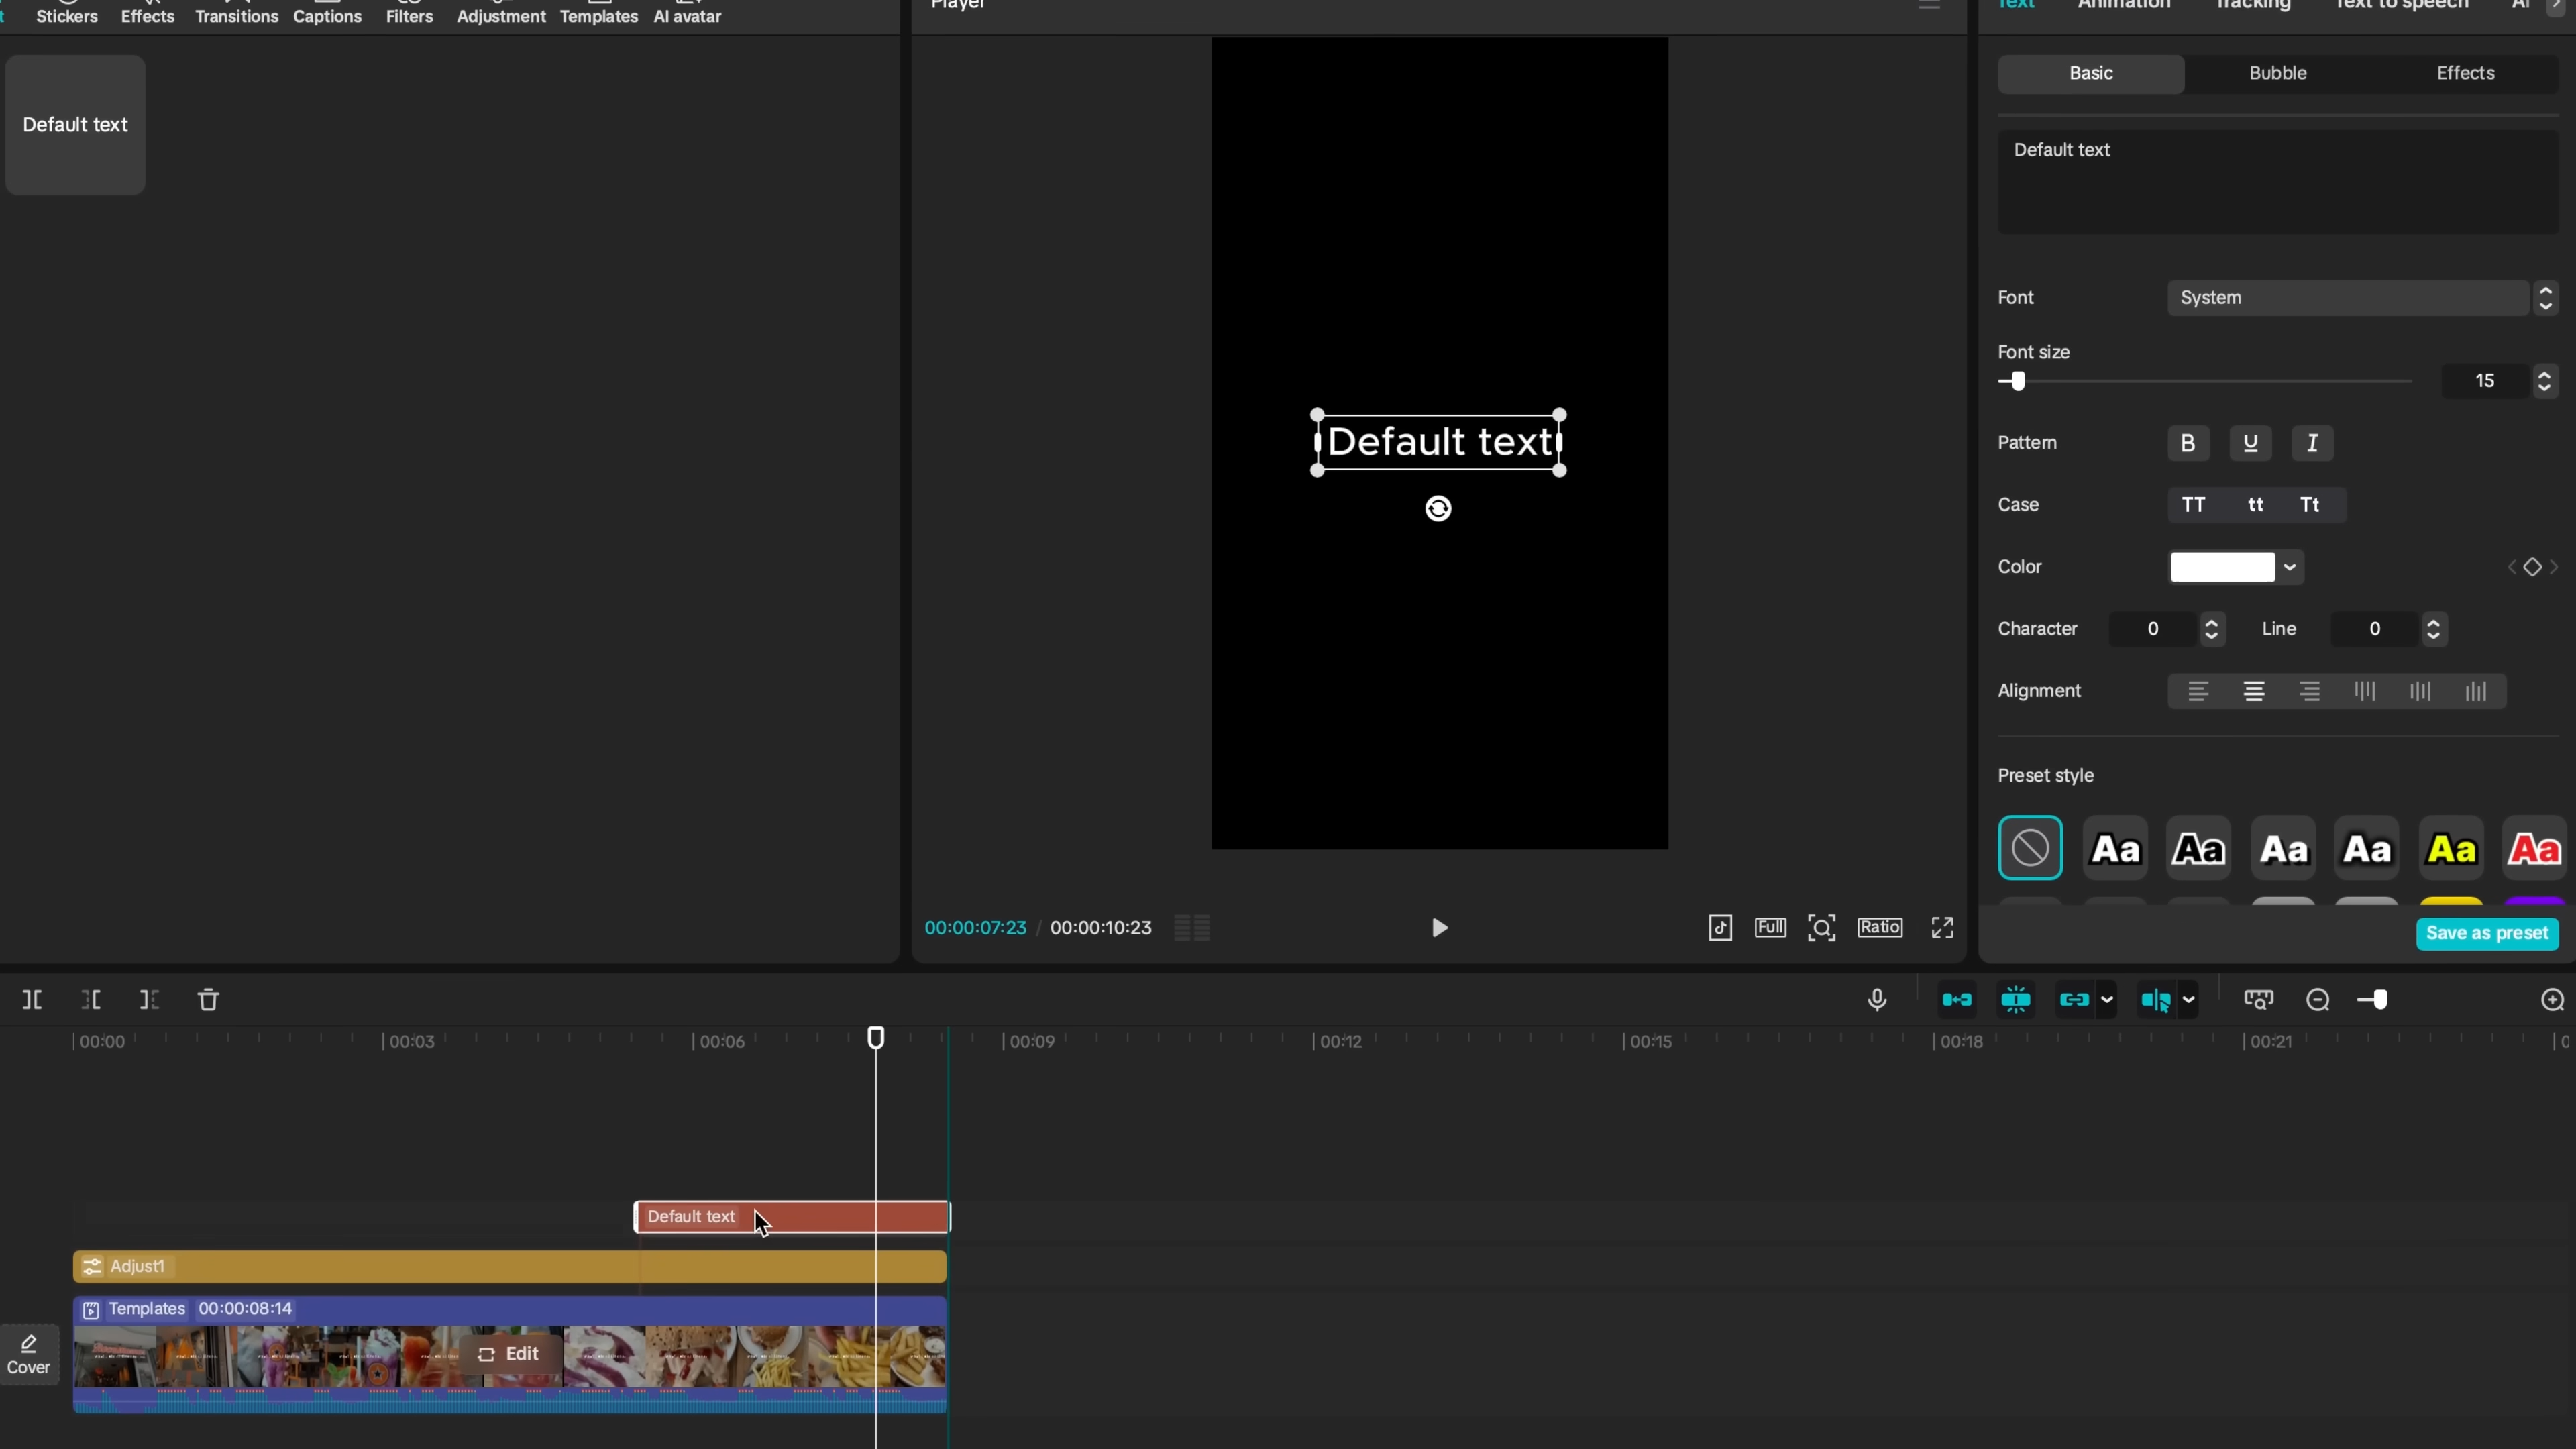 Stickers Effects Transitions Captions Filters Adjustment Templates AI avatar
Player
Text Animation Tracking Text to speech AI
Default text
Basic Bubble Effects
Default text
Font System
Font size
15
Pattern B U I
Case TT tt Tt
Color
Character 0 Line 0
Alignment
Preset style
Aa Aa Aa Aa Aa Aa
Default text
00:00:07:23 / 00:00:10:23
Full Ratio
Save as preset
00:00 00:03 00:06 00:09 00:12 00:15 00:18 00:21
Default text
Adjust1
Templates 00:00:08:14
Edit
Cover